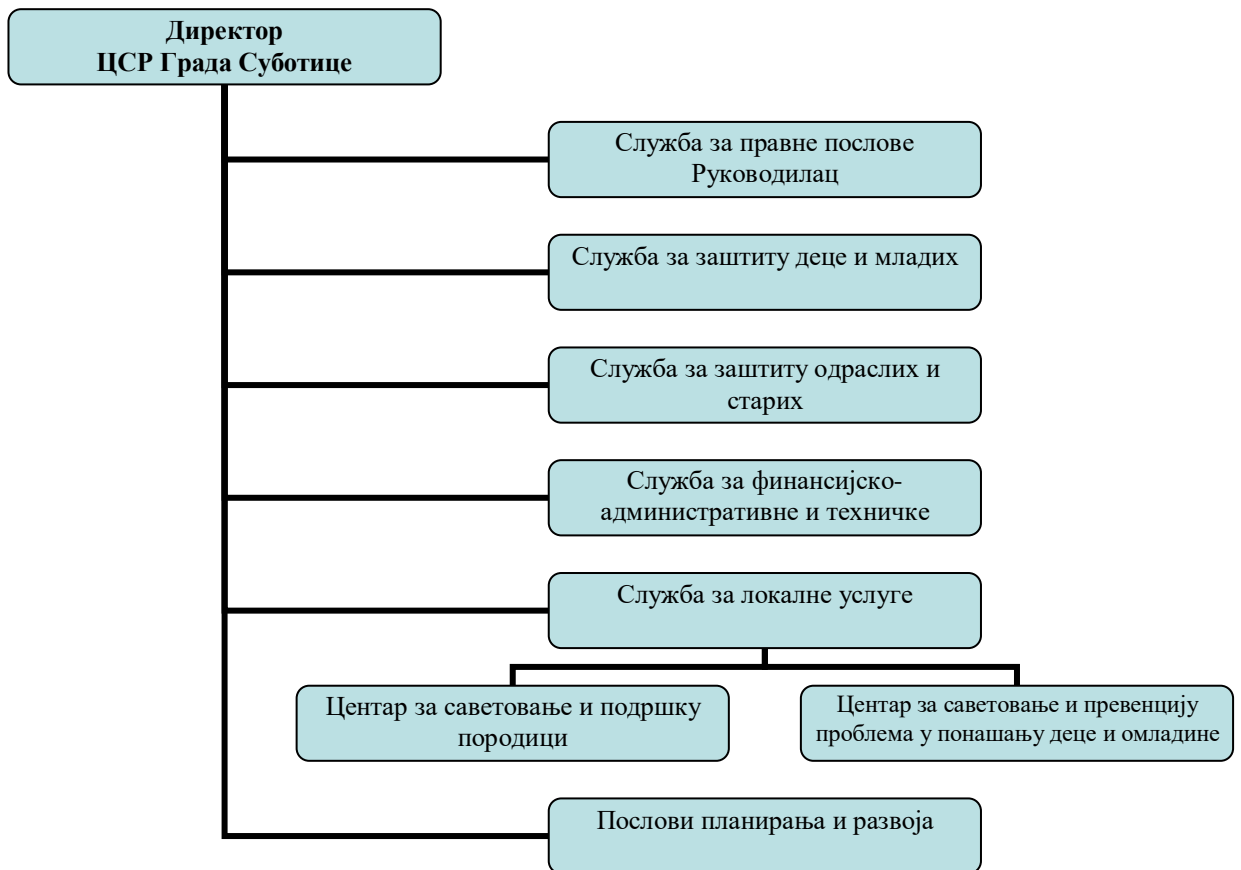 Директор
ЦСР Града Суботице
Служба за правне послове
Руководилац
Служба за заштиту деце и младих
Служба за заштиту одраслих и
старих
Служба за финансијско-
административне и техничке
Служба за локалне услуге
Центар за саветовање и подршку
породици
Центар за саветовање и превенцију
проблема у понашању деце и омладине
Послови планирања и развоја